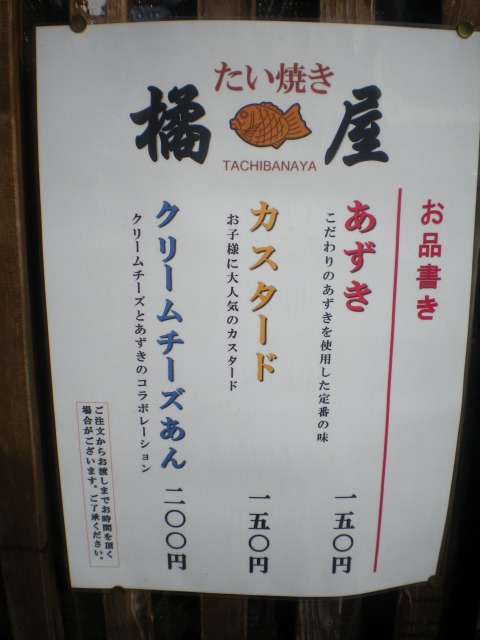 たい焼き
橘屋
TACHIBANAYA
お品書き
あずき
こだわりのあずきを使用した定番の味
一五〇円
カスタード
お子様に大人気のカスタード
一五〇円
クリームチーズあん
クリームチーズとあずきのコラボレーション
二〇〇円
ご注文からお渡しまでお時間を頂く
場合がございます。ご了承ください。